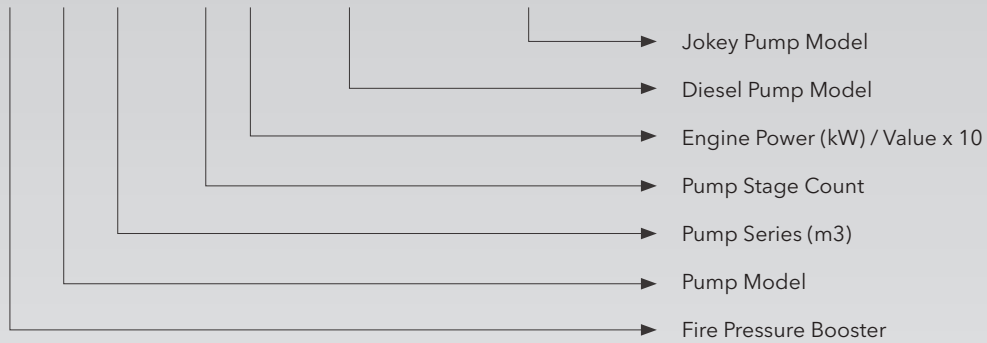 Jokey Pump Model
Diesel Pump Model
Engine Power (kW) / Value x 10
Pump Stage Count
Pump Series (m3)
Pump Model
Fire Pressure Booster